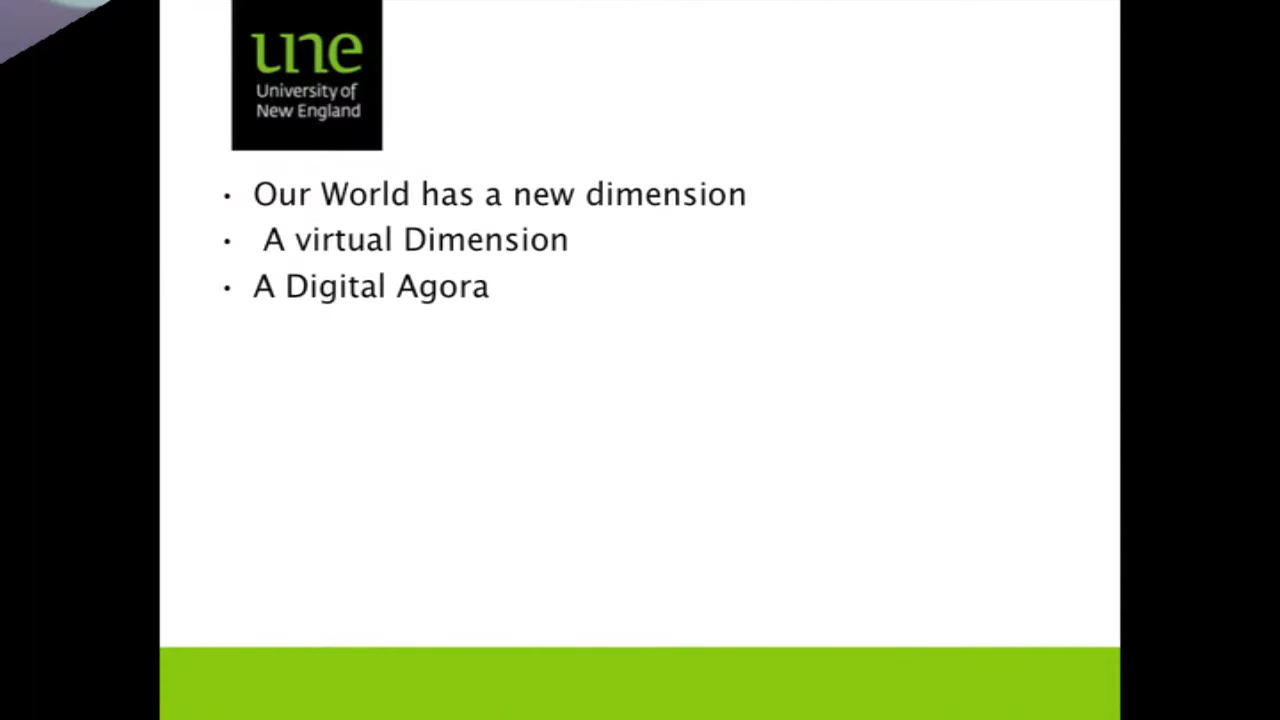 une
University of
New England
• Our World has a new dimension
• A virtual Dimension
• A Digital Agora